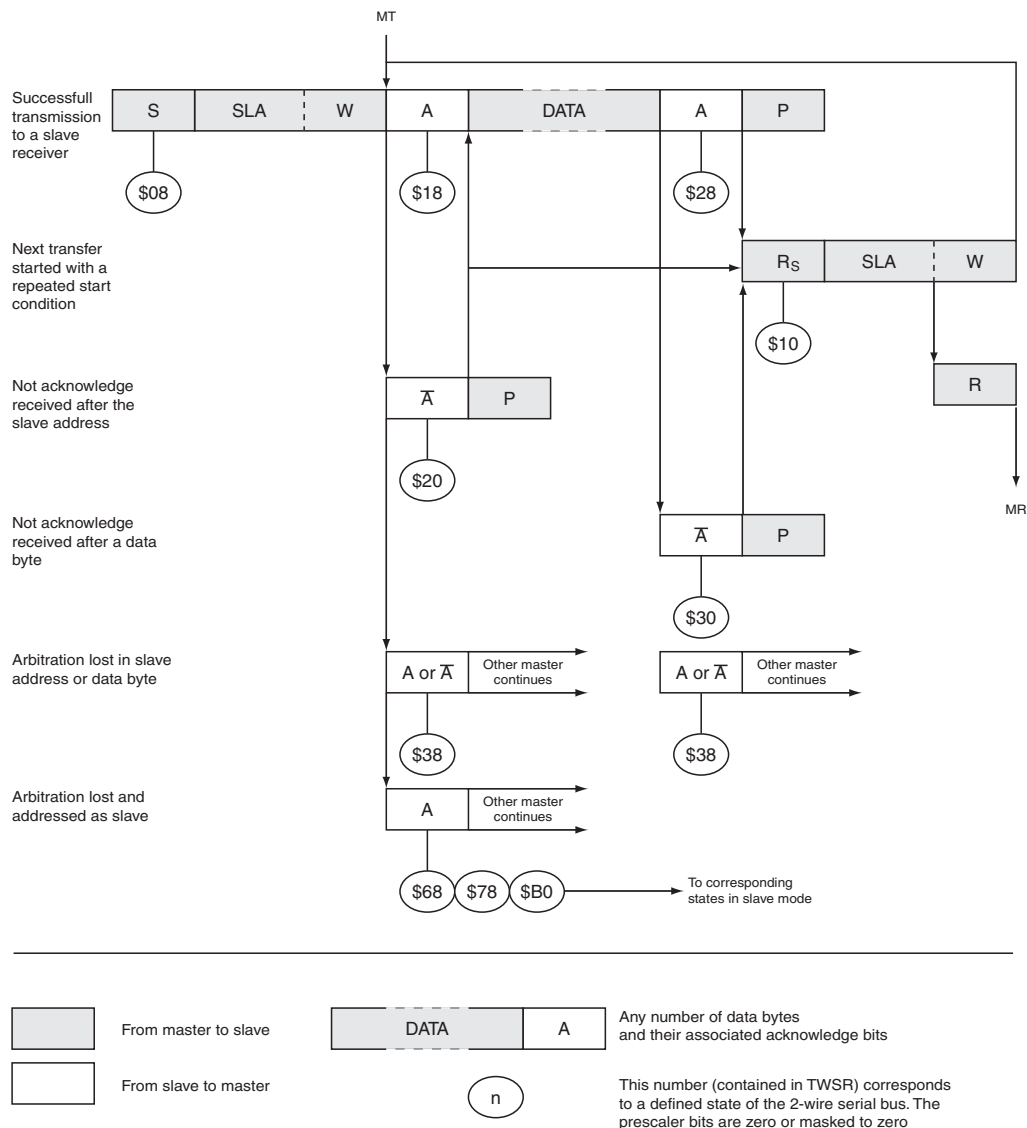 MT
Successfull
transmission
to a slave
receiver
S SLA W A DATA A P
$08 $18 $28
Next transfer
started with a
repeated start
condition
RS SLA W
$10
Not acknowledge
received after the
slave address
A̅ P
R
$20
MR
Not acknowledge
received after a data
byte
A̅ P
$30
Arbitration lost in slave
address or data byte
A or A̅ Other master
continues
A or A̅ Other master
continues
$38 $38
Arbitration lost and
addressed as slave
A Other master
continues
$68 $78 $B0
To corresponding
states in slave mode
From master to slave
DATA A
Any number of data bytes
and their associated acknowledge bits
From slave to master
n
This number (contained in TWSR) corresponds
to a defined state of the 2-wire serial bus. The
prescaler bits are zero or masked to zero